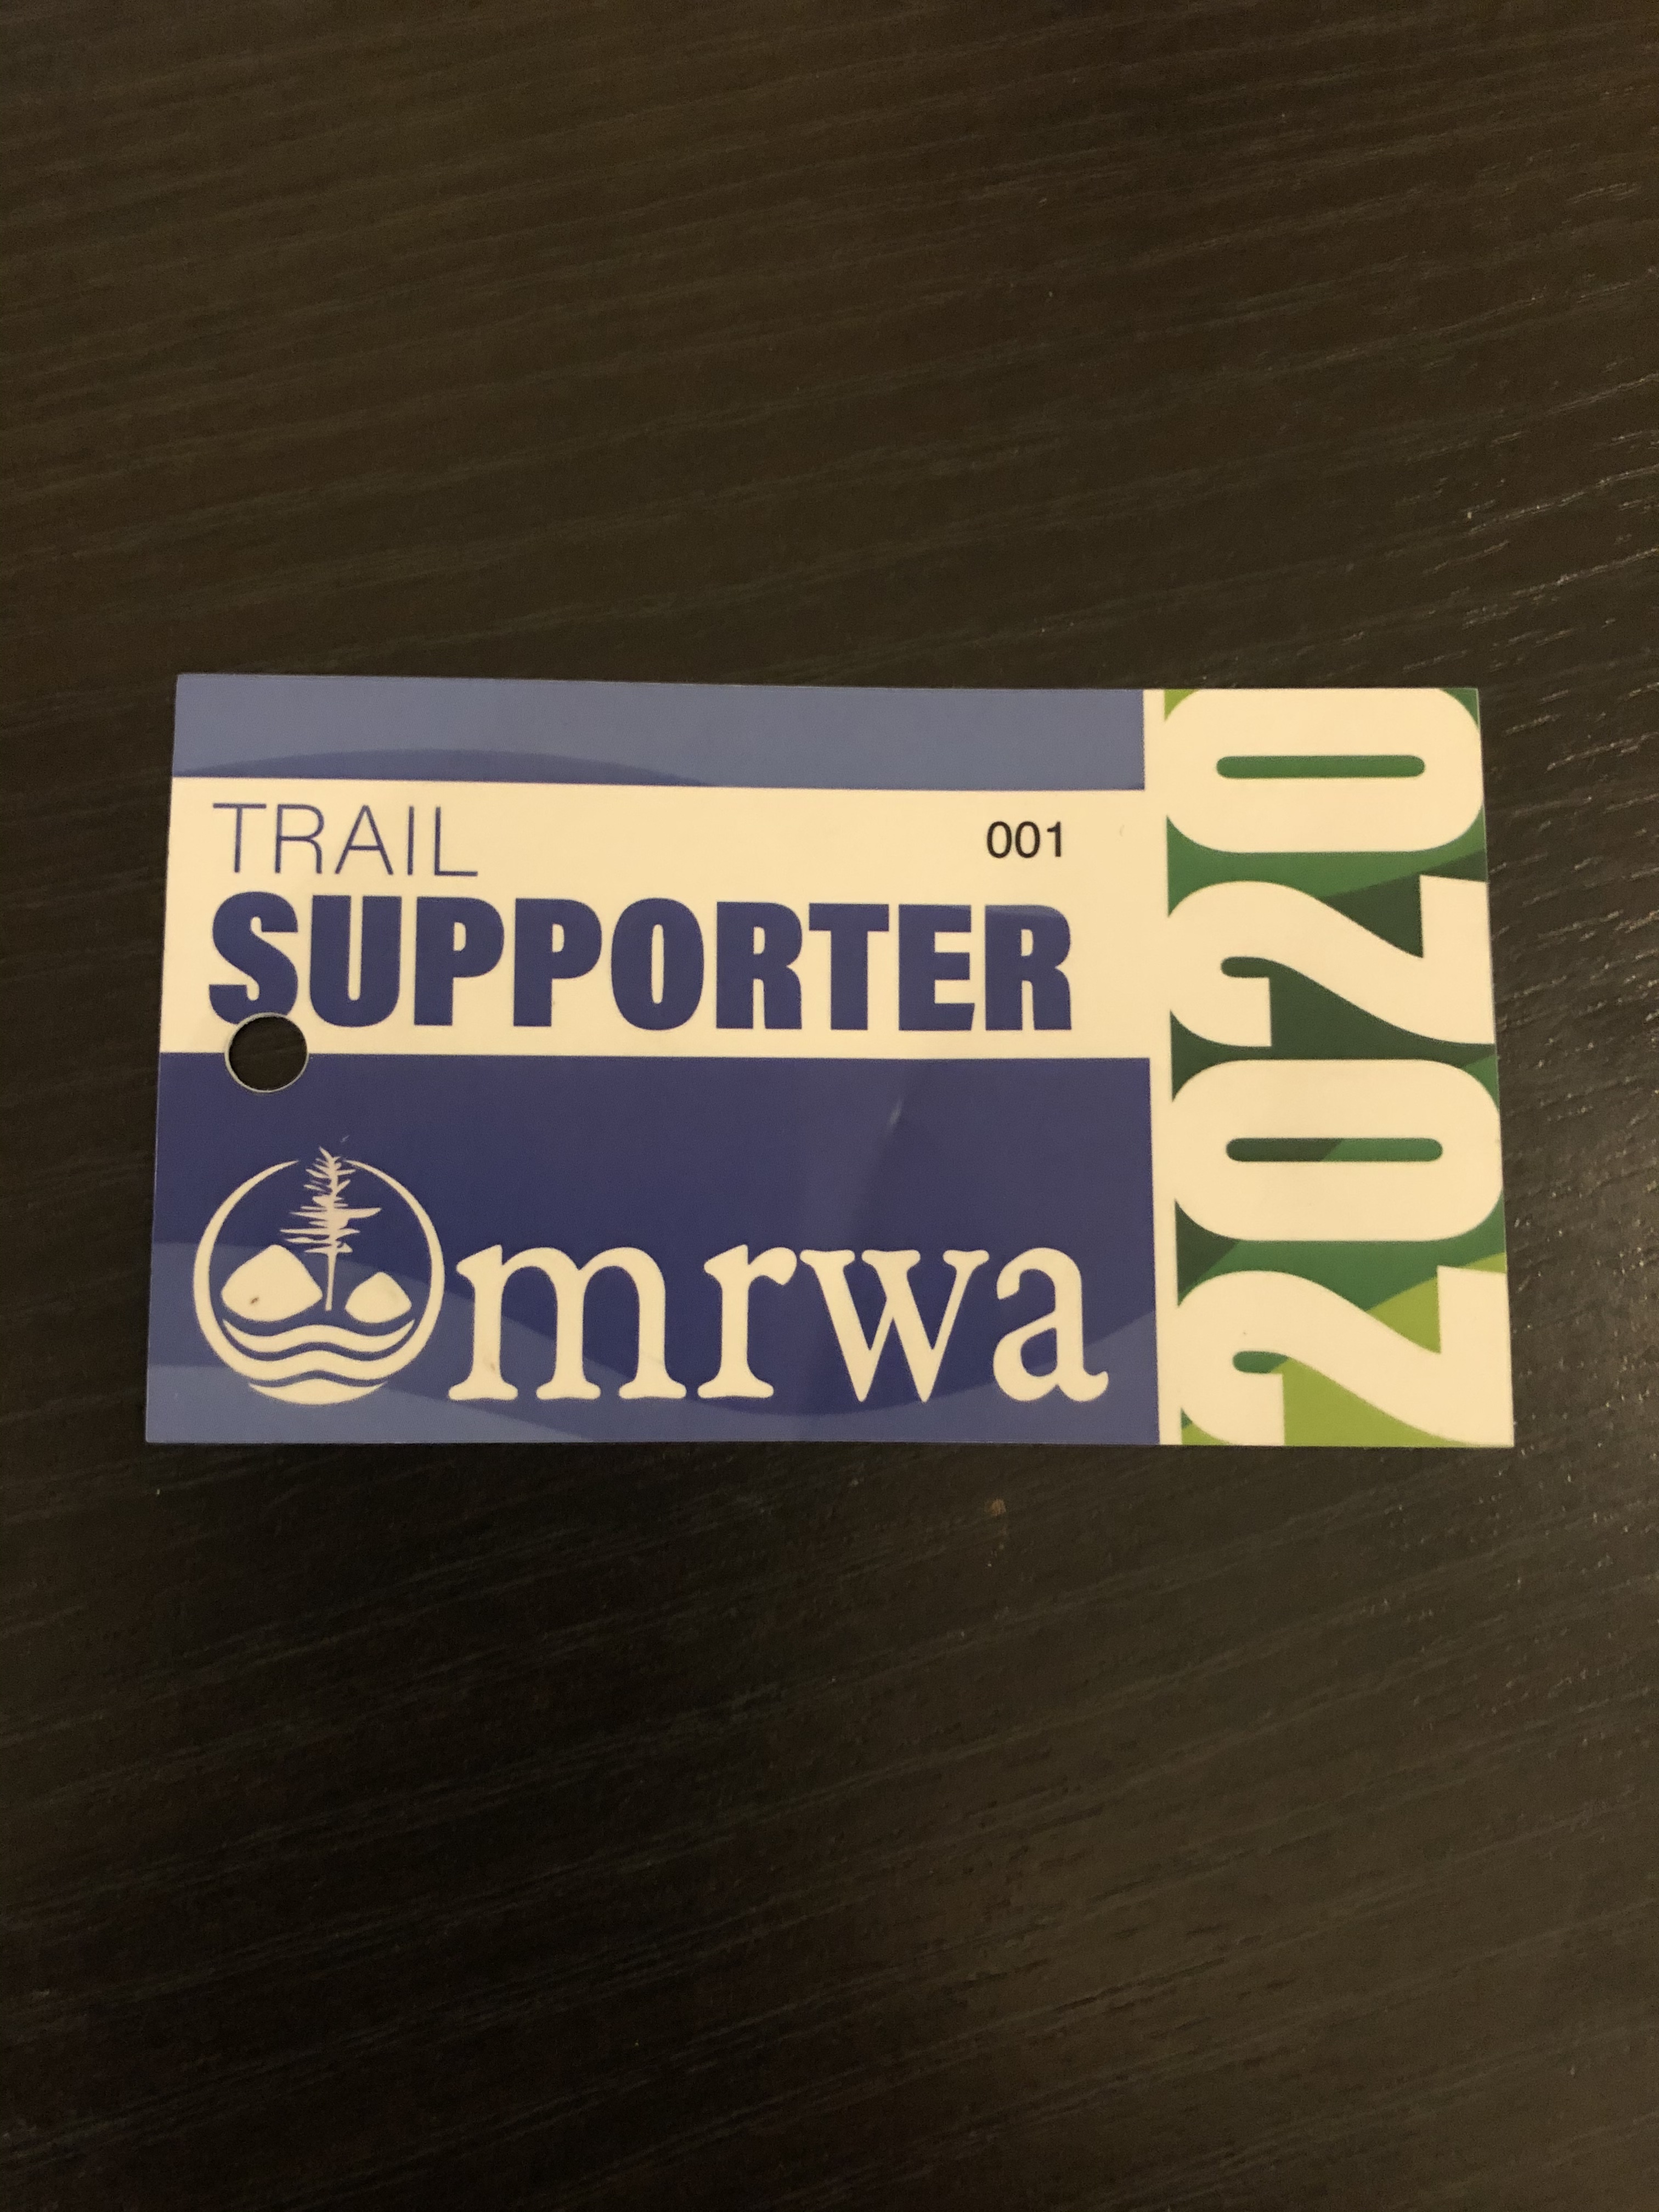 TRAIL
001
SUPPORTER
mrwa
2020